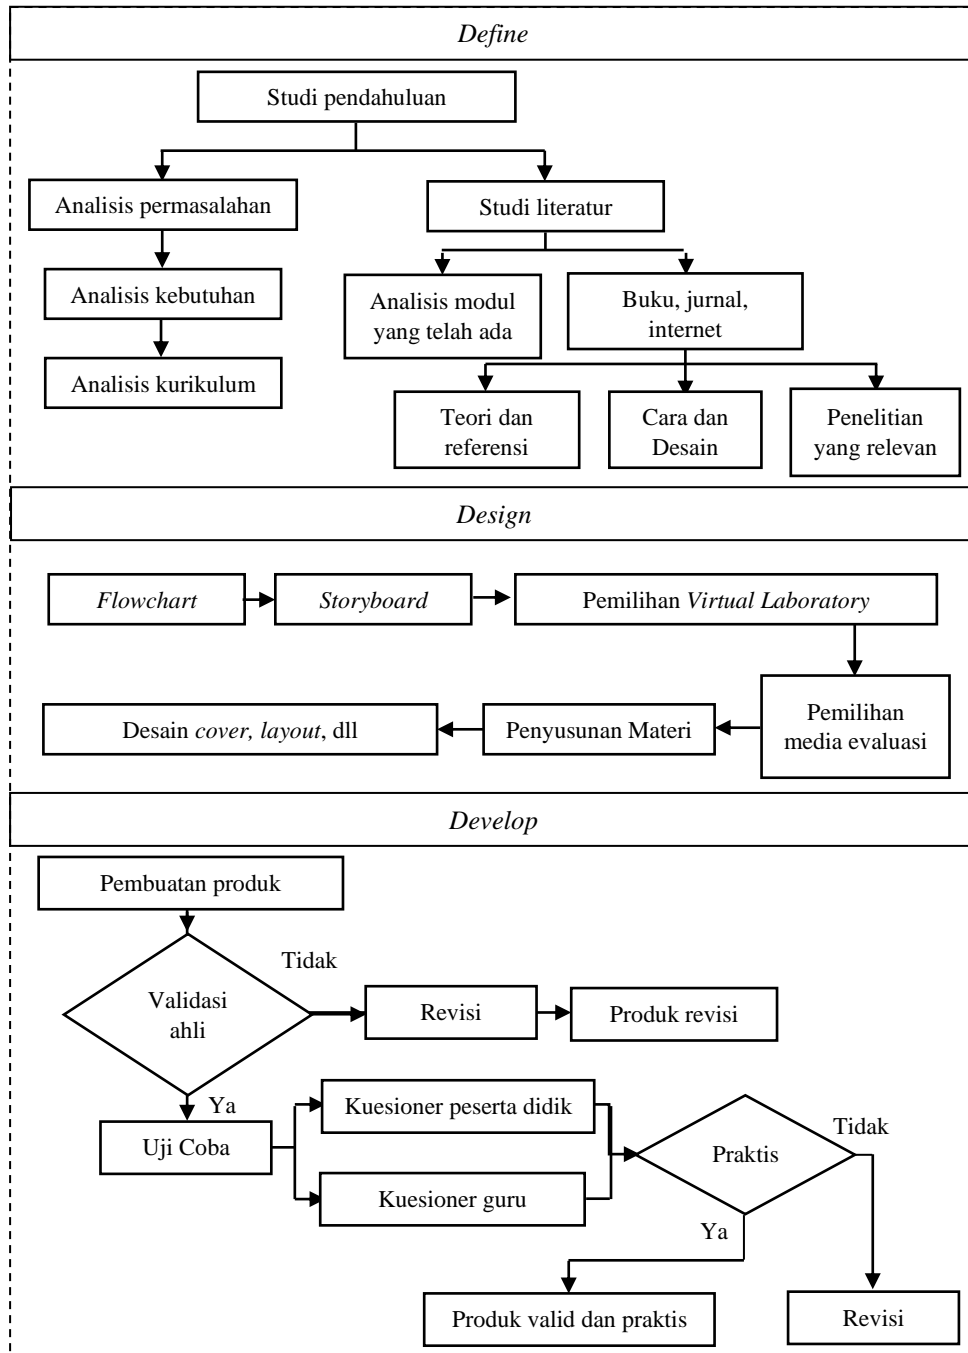 Define
Studi pendahuluan
Analisis permasalahan
Studi literatur
Analisis kebutuhan
Analisis modul
yang telah ada
Buku, jurnal,
internet
Analisis kurikulum
Teori dan
referensi
Cara dan
Desain
Penelitian
yang relevan
Design
Flowchart
Storyboard
Pemilihan Virtual Laboratory
Pemilihan
media evaluasi
Penyusunan Materi
Desain cover, layout, dll
Develop
Pembuatan produk
Validasi
ahli
Tidak
Revisi
Produk revisi
Ya
Uji Coba
Kuesioner peserta didik
Kuesioner guru
Praktis
Tidak
Ya
Produk valid dan praktis
Revisi